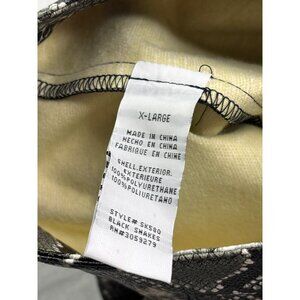 X-LARGE
MADE IN CHINA
HECHO EN CHINA
FABRIQUE EN CHINE
SHELL.EXTERIOR.
EXTERIEURE
100% POLYURETHANE
100% POLIURETANO
STYLE# SK580
BLACK SNAKES
RN#3059279